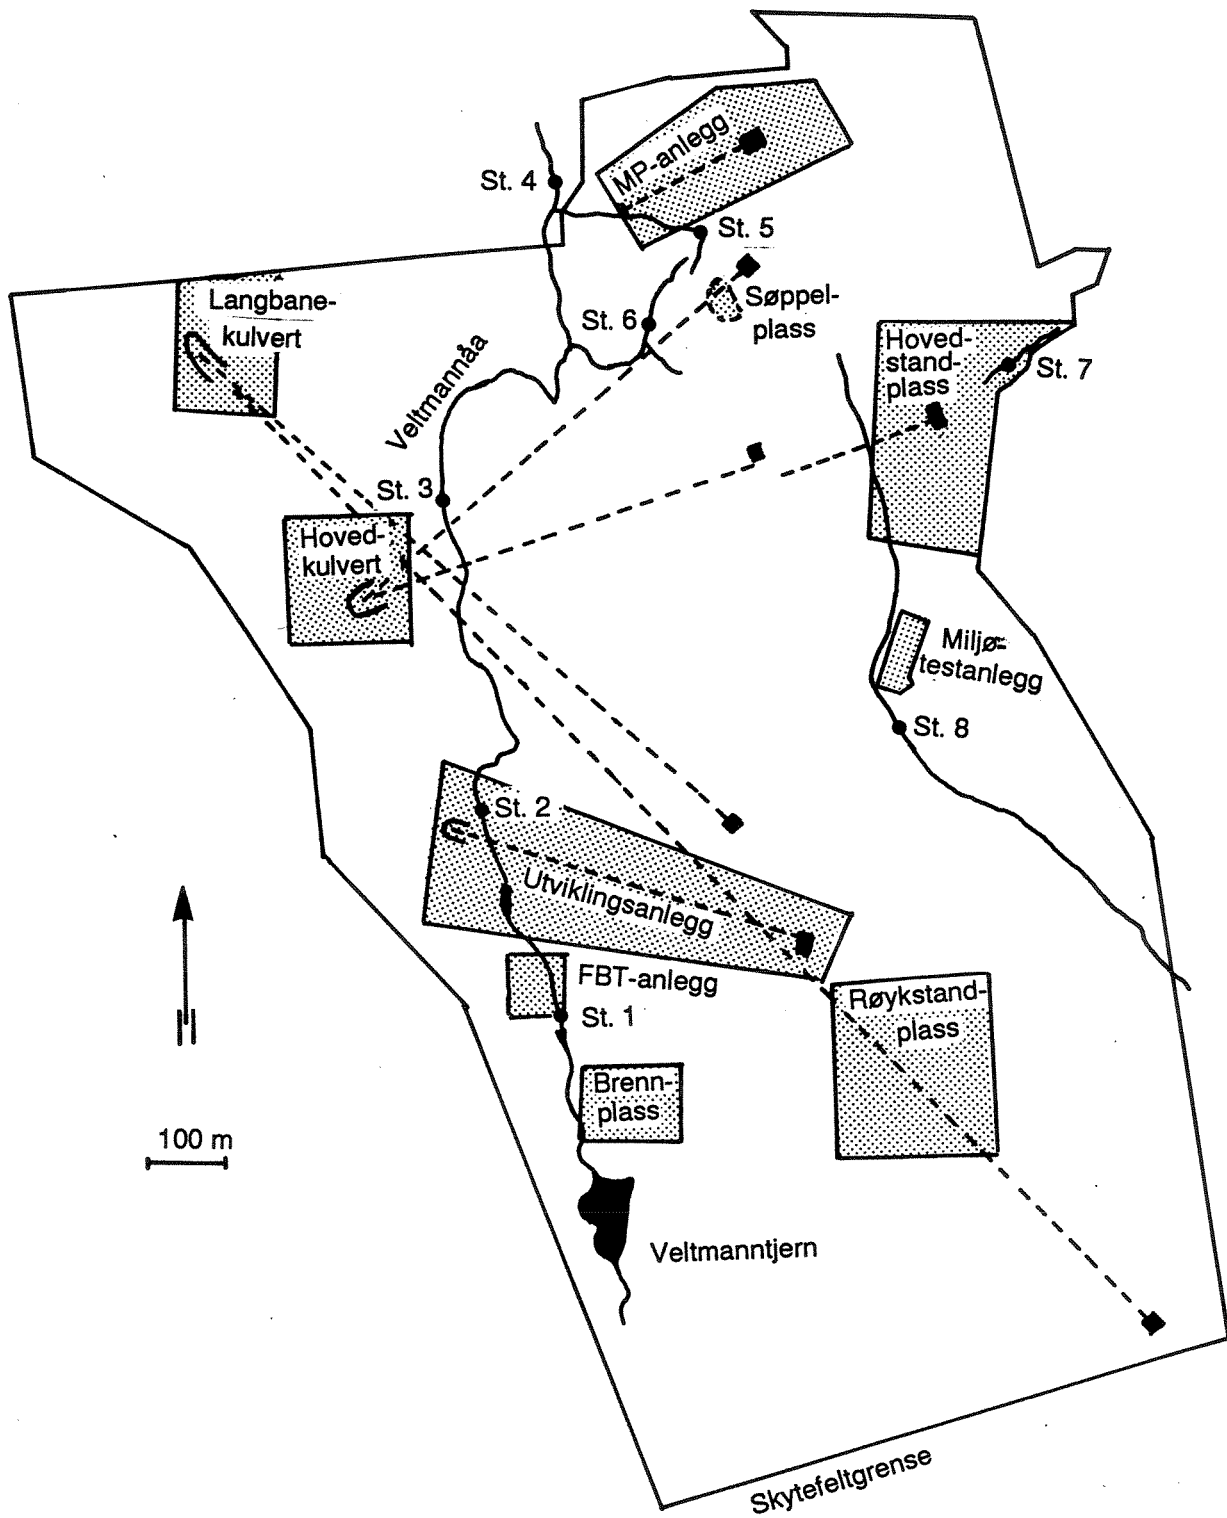 MP-anlegg
St. 4
St. 5
Langbane-
kulvert
Søppel-
plass
St. 6
Veltmannåa
Hoved-
stand-
plass
St. 7
St. 3
Hoved-
kulvert
Miljø-
testanlegg
St. 8
St. 2
Utviklingsanlegg
FBT-anlegg
St. 1
Røykstand-
plass
Brenn-
plass
100 m
Veltmanntjern
Skytefeltgrense